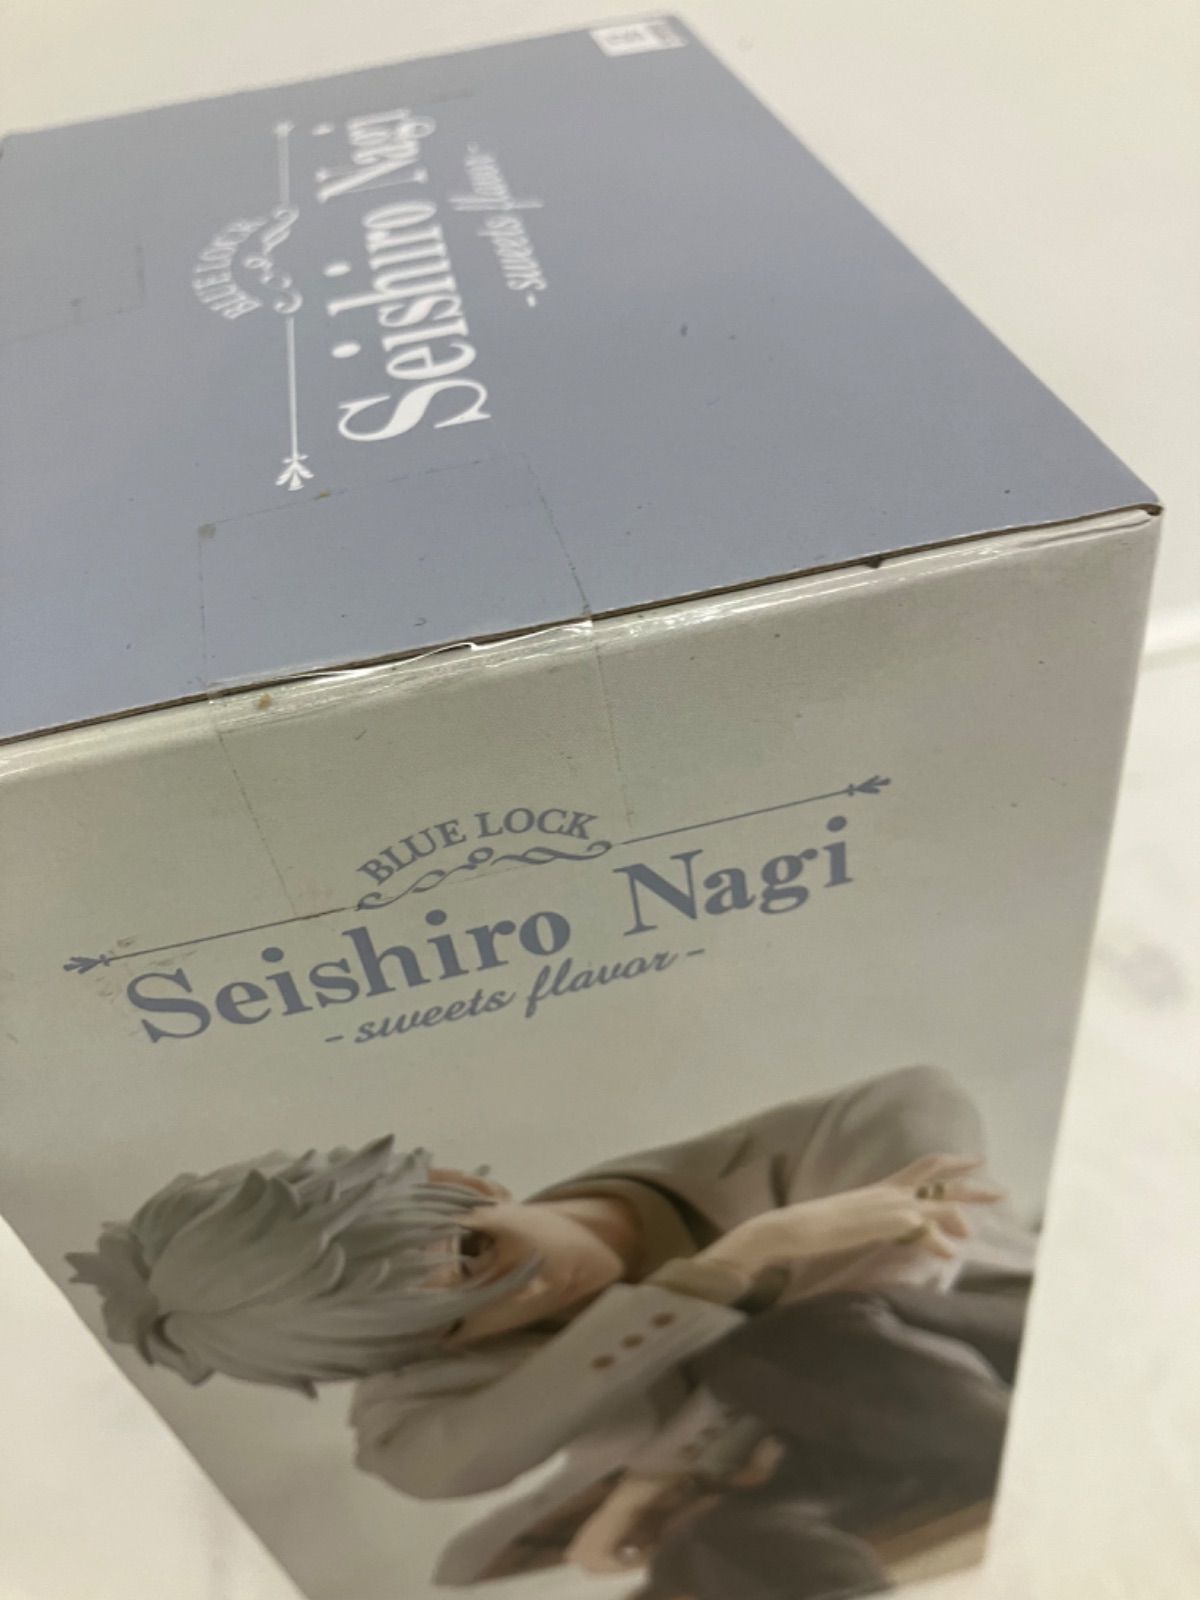 BLUE LOCK
Seishiro Nagi
-sweets flavor-
BLUE LOCK
Seishiro Nagi
-sweets flavor-